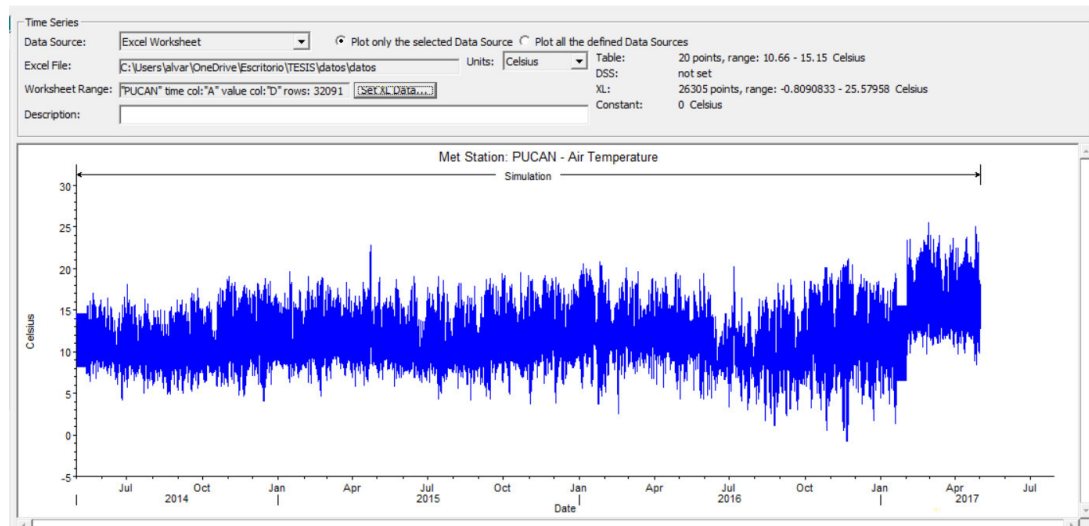 Time Series
Data Source: Excel Worksheet Plot only the selected Data Source Plot all the defined Data Sources
Excel File: C:\Users\alvar\OneDrive\Escritorio\TESIS\datos\datos Units: Celsius Table: 20 points, range: 10.66 - 15.15 Celsius
DSS: not set
Worksheet Range: "PUCAN" time col:"A" value col:"D" rows: 32091 Set XL Data... XL: 26305 points, range: -0.8090833 - 25.57958 Celsius
Constant: 0 Celsius
Description:
Met Station: PUCAN - Air Temperature
Simulation
30
25
20
15
10
5
0
-5
Celsius
Jul Oct Jan Apr Jul Oct Jan Apr Jul Oct Jan Apr Jul
2014 2015 2016 2017
Date